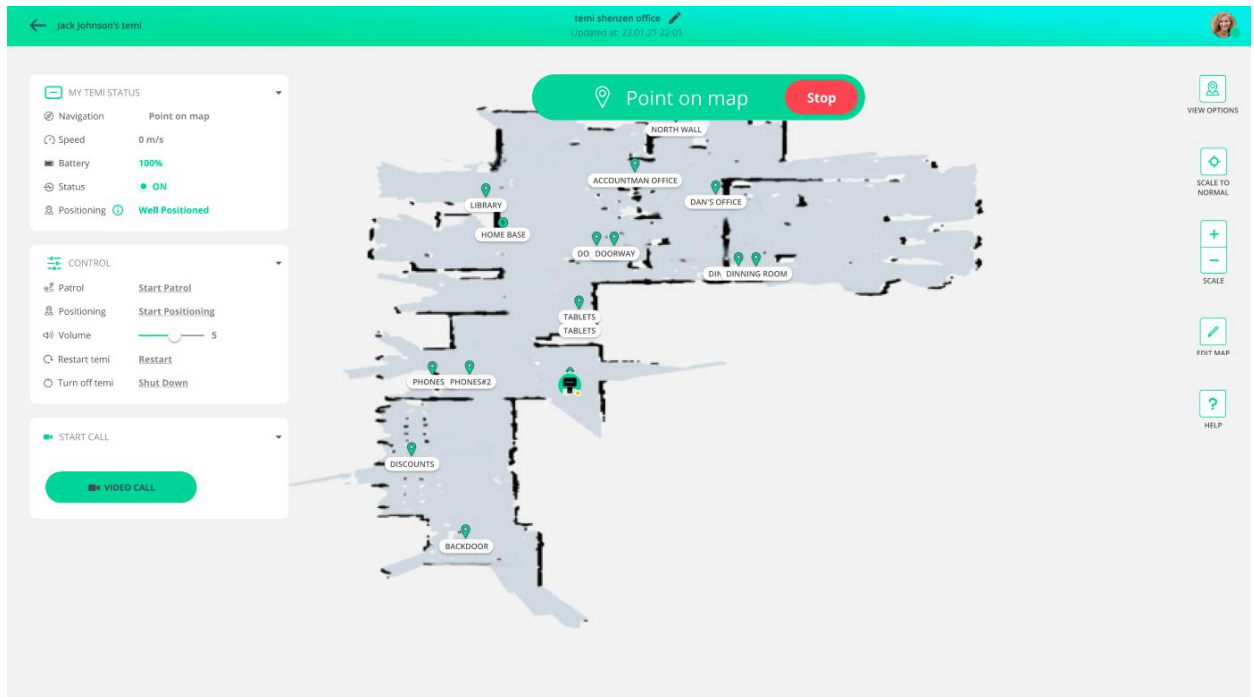 Jack Johnson's temi
temi shenzen office
Updated at: 22.01.21 22:01
MY TEMI STATUS
Navigation Point on map
Speed 0 m/s
Battery 100%
Status ON
Positioning Well Positioned
CONTROL
Patrol Start Patrol
Positioning Start Positioning
Volume 5
Restart temi Restart
Turn off temi Shut Down
START CALL
VIDEO CALL
Point on map Stop
NORTH WALL
ACCOUNTMAN OFFICE
DAN'S OFFICE
LIBRARY
HOME BASE
DO DOORWAY
DIN DINNING ROOM
TABLETS
TABLETS
PHONES PHONES#2
DISCOUNTS
BACKDOOR
VIEW OPTIONS
SCALE TO
NORMAL
+
−
SCALE
EDIT MAP
?
HELP